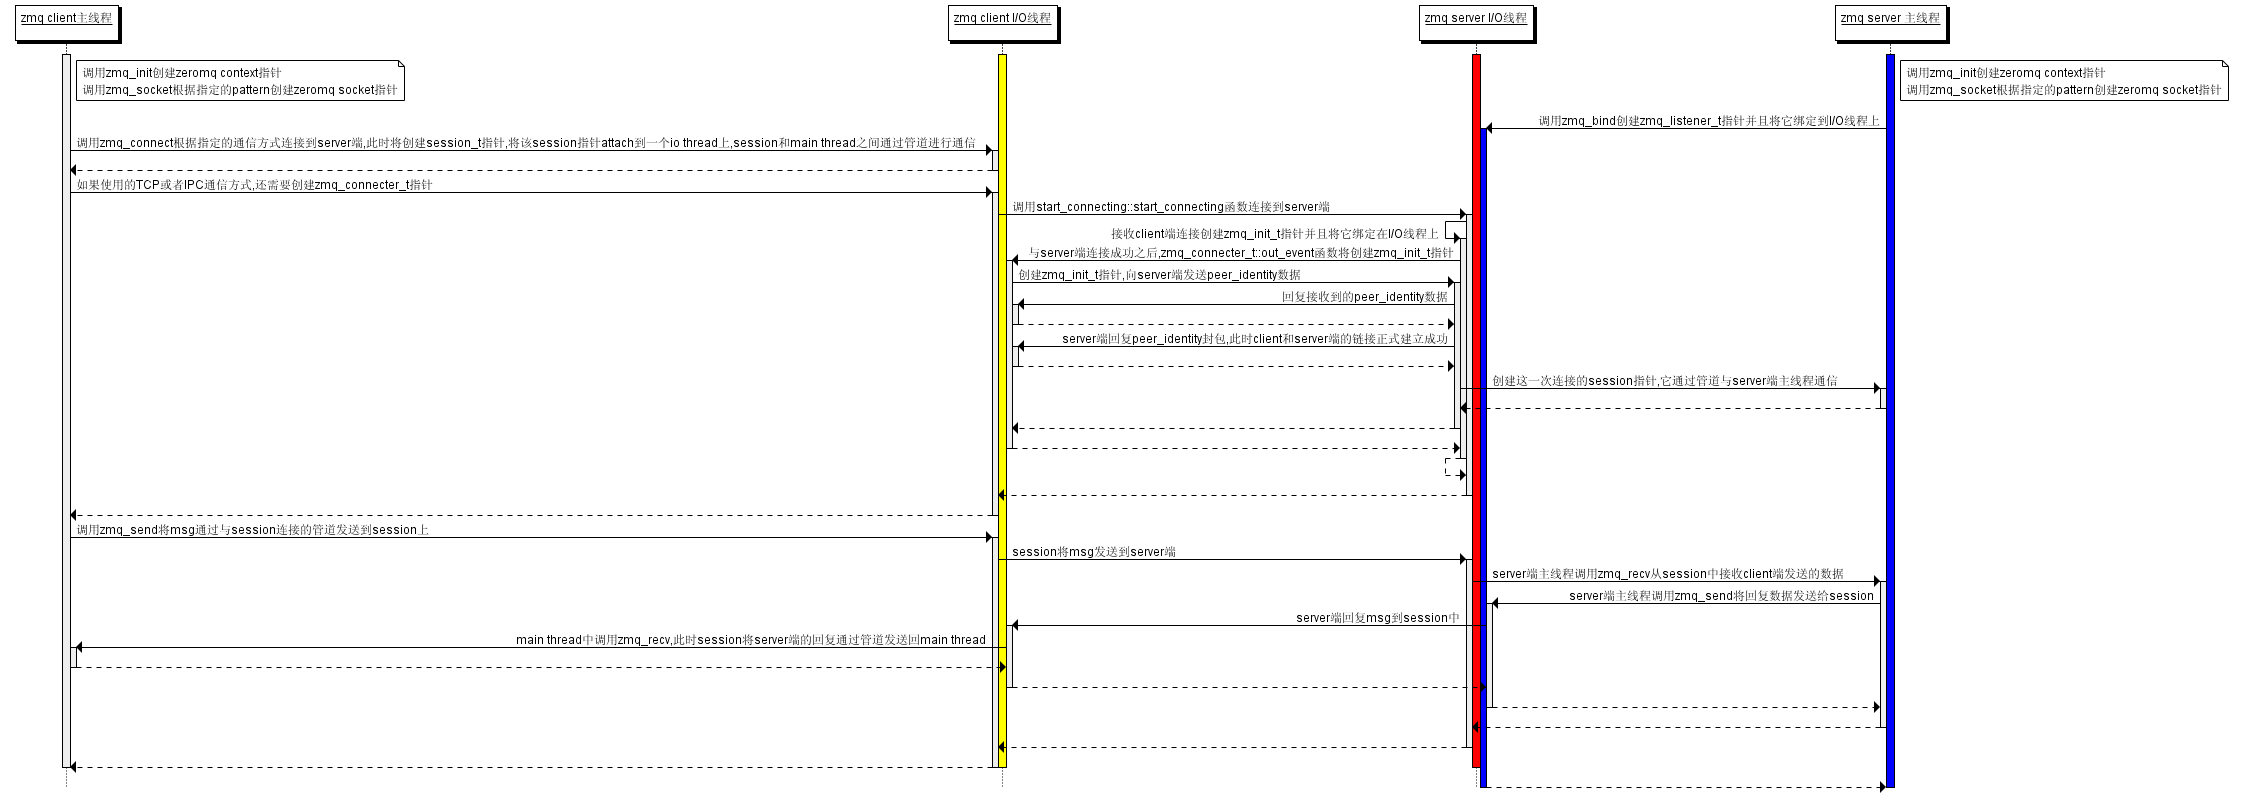 zmq client主线程
zmq client I/O线程
zmq server I/O线程
zmq server 主线程
调用zmq_init创建zeromq context指针
调用zmq_socket根据指定的pattern创建zeromq socket指针
调用zmq_init创建zeromq context指针
调用zmq_socket根据指定的pattern创建zeromq socket指针
调用zmq_bind创建zmq_listener_t指针并且将它绑定到I/O线程上
调用zmq_connect根据指定的通信方式连接到server端,此时将创建session_t指针,将该session指针attach到一个io thread上,session和main thread之间通过管道进行通信
如果使用的TCP或者IPC通信方式,还需要创建zmq_connecter_t指针
调用start_connecting::start_connecting函数连接到server端
接收client端连接创建zmq_init_t指针并且将它绑定在I/O线程上
与server端连接成功之后,zmq_connecter_t::out_event函数将创建zmq_init_t指针
创建zmq_init_t指针,向server端发送peer_identity数据
回复接收到的peer_identity数据
server端回复peer_identity封包,此时client和server端的链接正式建立成功
创建这一次连接的session指针,它通过管道与server端主线程通信
调用zmq_send将msg通过与session连接的管道发送到session上
session将msg发送到server端
server端主线程调用zmq_recv从session中接收client端发送的数据
server端主线程调用zmq_send将回复数据发送给session
server端回复msg到session中
main thread中调用zmq_recv,此时session将server端的回复通过管道发送回main thread